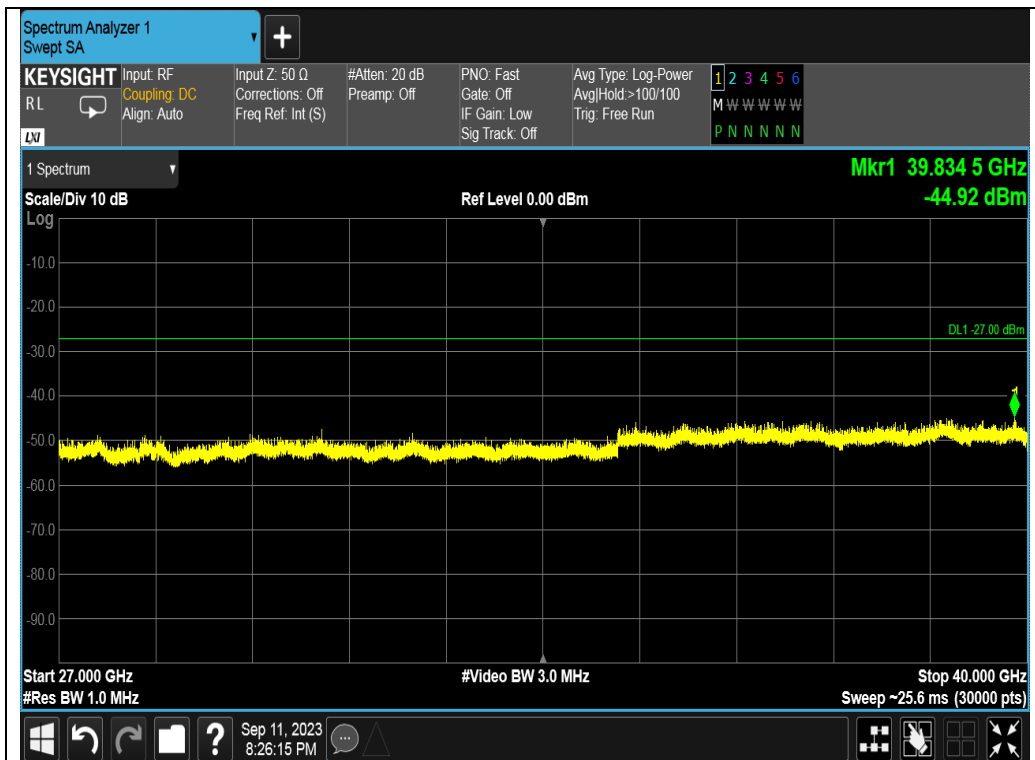 Spectrum Analyzer 1
Swept SA
+
KEYSIGHT
RL
LXI
Input: RF
Coupling: DC
Align: Auto
Input Z: 50 Ω
Corrections: Off
Freq Ref: Int (S)
#Atten: 20 dB
Preamp: Off
PNO: Fast
Gate: Off
IF Gain: Low
Sig Track: Off
Avg Type: Log-Power
Avg|Hold:>100/100
Trig: Free Run
1 2 3 4 5 6
M W W W W W
P N N N N N
1 Spectrum
Mkr1 39.834 5 GHz
-44.92 dBm
Scale/Div 10 dB
Ref Level 0.00 dBm
Log
-10.0
-20.0
DL1 -27.00 dBm
-30.0
-40.0
1
-50.0
-60.0
-70.0
-80.0
-90.0
Start 27.000 GHz
#Video BW 3.0 MHz
Stop 40.000 GHz
#Res BW 1.0 MHz
Sweep ~25.6 ms (30000 pts)
?
Sep 11, 2023
8:26:15 PM